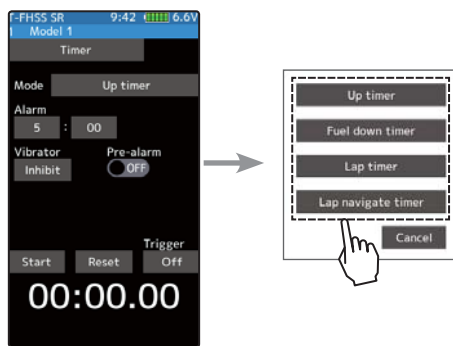 T-FHSS SR 9:42 6.6V
Model 1
Timer
Mode Up timer
Alarm
5 : 00
Vibrator Pre-alarm
Inhibit OFF
Trigger
Start Reset Off
00:00.00
Up timer
Fuel down timer
Lap timer
Lap navigate timer
Cancel